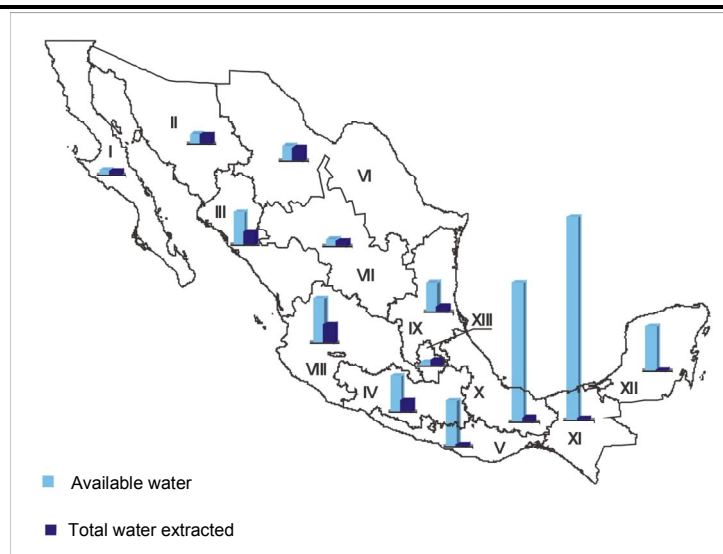 II
I
VI
III
VII
IX
XIII
VIII
IV
X
XII
V
XI
Available water
Total water extracted